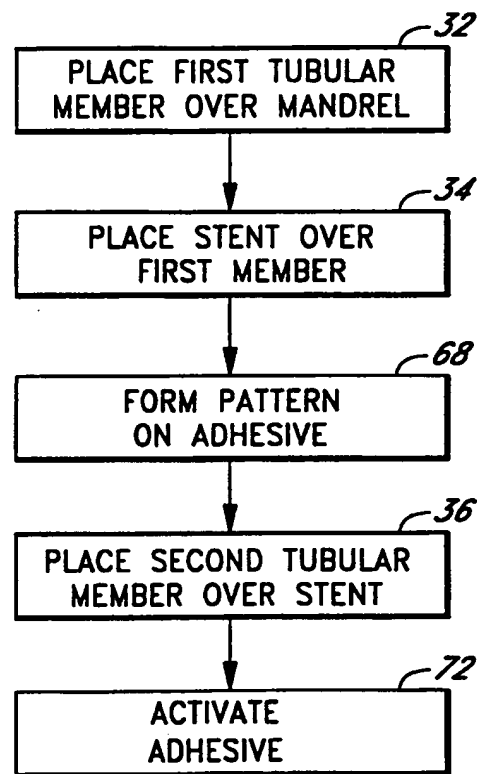 32
PLACE FIRST TUBULAR
MEMBER OVER MANDREL
34
PLACE STENT OVER
FIRST MEMBER
68
FORM PATTERN
ON ADHESIVE
36
PLACE SECOND TUBULAR
MEMBER OVER STENT
72
ACTIVATE
ADHESIVE